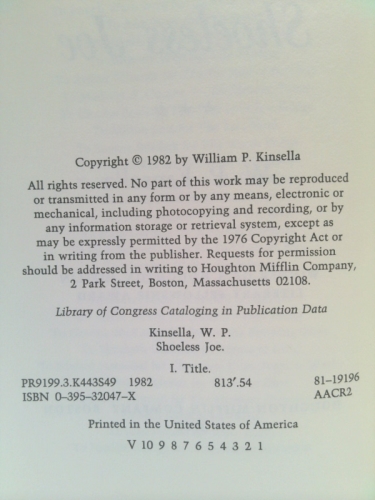 Shoeless Joe
Copyright © 1982 by William P. Kinsella
All rights reserved. No part of this work may be reproduced
or transmitted in any form or by any means, electronic or
mechanical, including photocopying and recording, or by
any information storage or retrieval system, except as
may be expressly permitted by the 1976 Copyright Act or
in writing from the publisher. Requests for permission
should be addressed in writing to Houghton Mifflin Company,
2 Park Street, Boston, Massachusetts 02108.
Library of Congress Cataloging in Publication Data
Kinsella, W. P.
Shoeless Joe.
I. Title.
PR9199.3.K443S49 1982 813′.54 81-19196
ISBN 0-395-32047-X AACR2
Printed in the United States of America
V 10 9 8 7 6 5 4 3 2 1